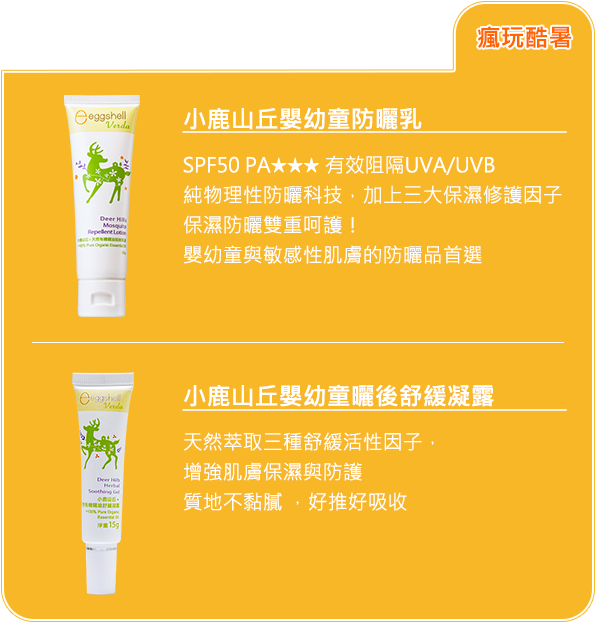 瘋玩酷暑
小鹿山丘嬰幼童防曬乳
SPF50 PA★★★ 有效阻隔UVA/UVB
純物理性防曬科技，加上三大保濕修護因子
保濕防曬雙重呵護！
嬰幼童與敏感性肌膚的防曬品首選
eggshell
Verda
Deer Hills
Mosquito
Repellent Lotion
小鹿山丘嬰幼童曬後舒緩凝露
天然萃取三種舒緩活性因子，
增強肌膚保濕與防護
質地不黏膩 ，好推好吸收
eggshell
Verda
Deer Hills
Herbal
Soothing Gel
小鹿山丘
+100% Pure Organic
Essential Oil
淨重15g